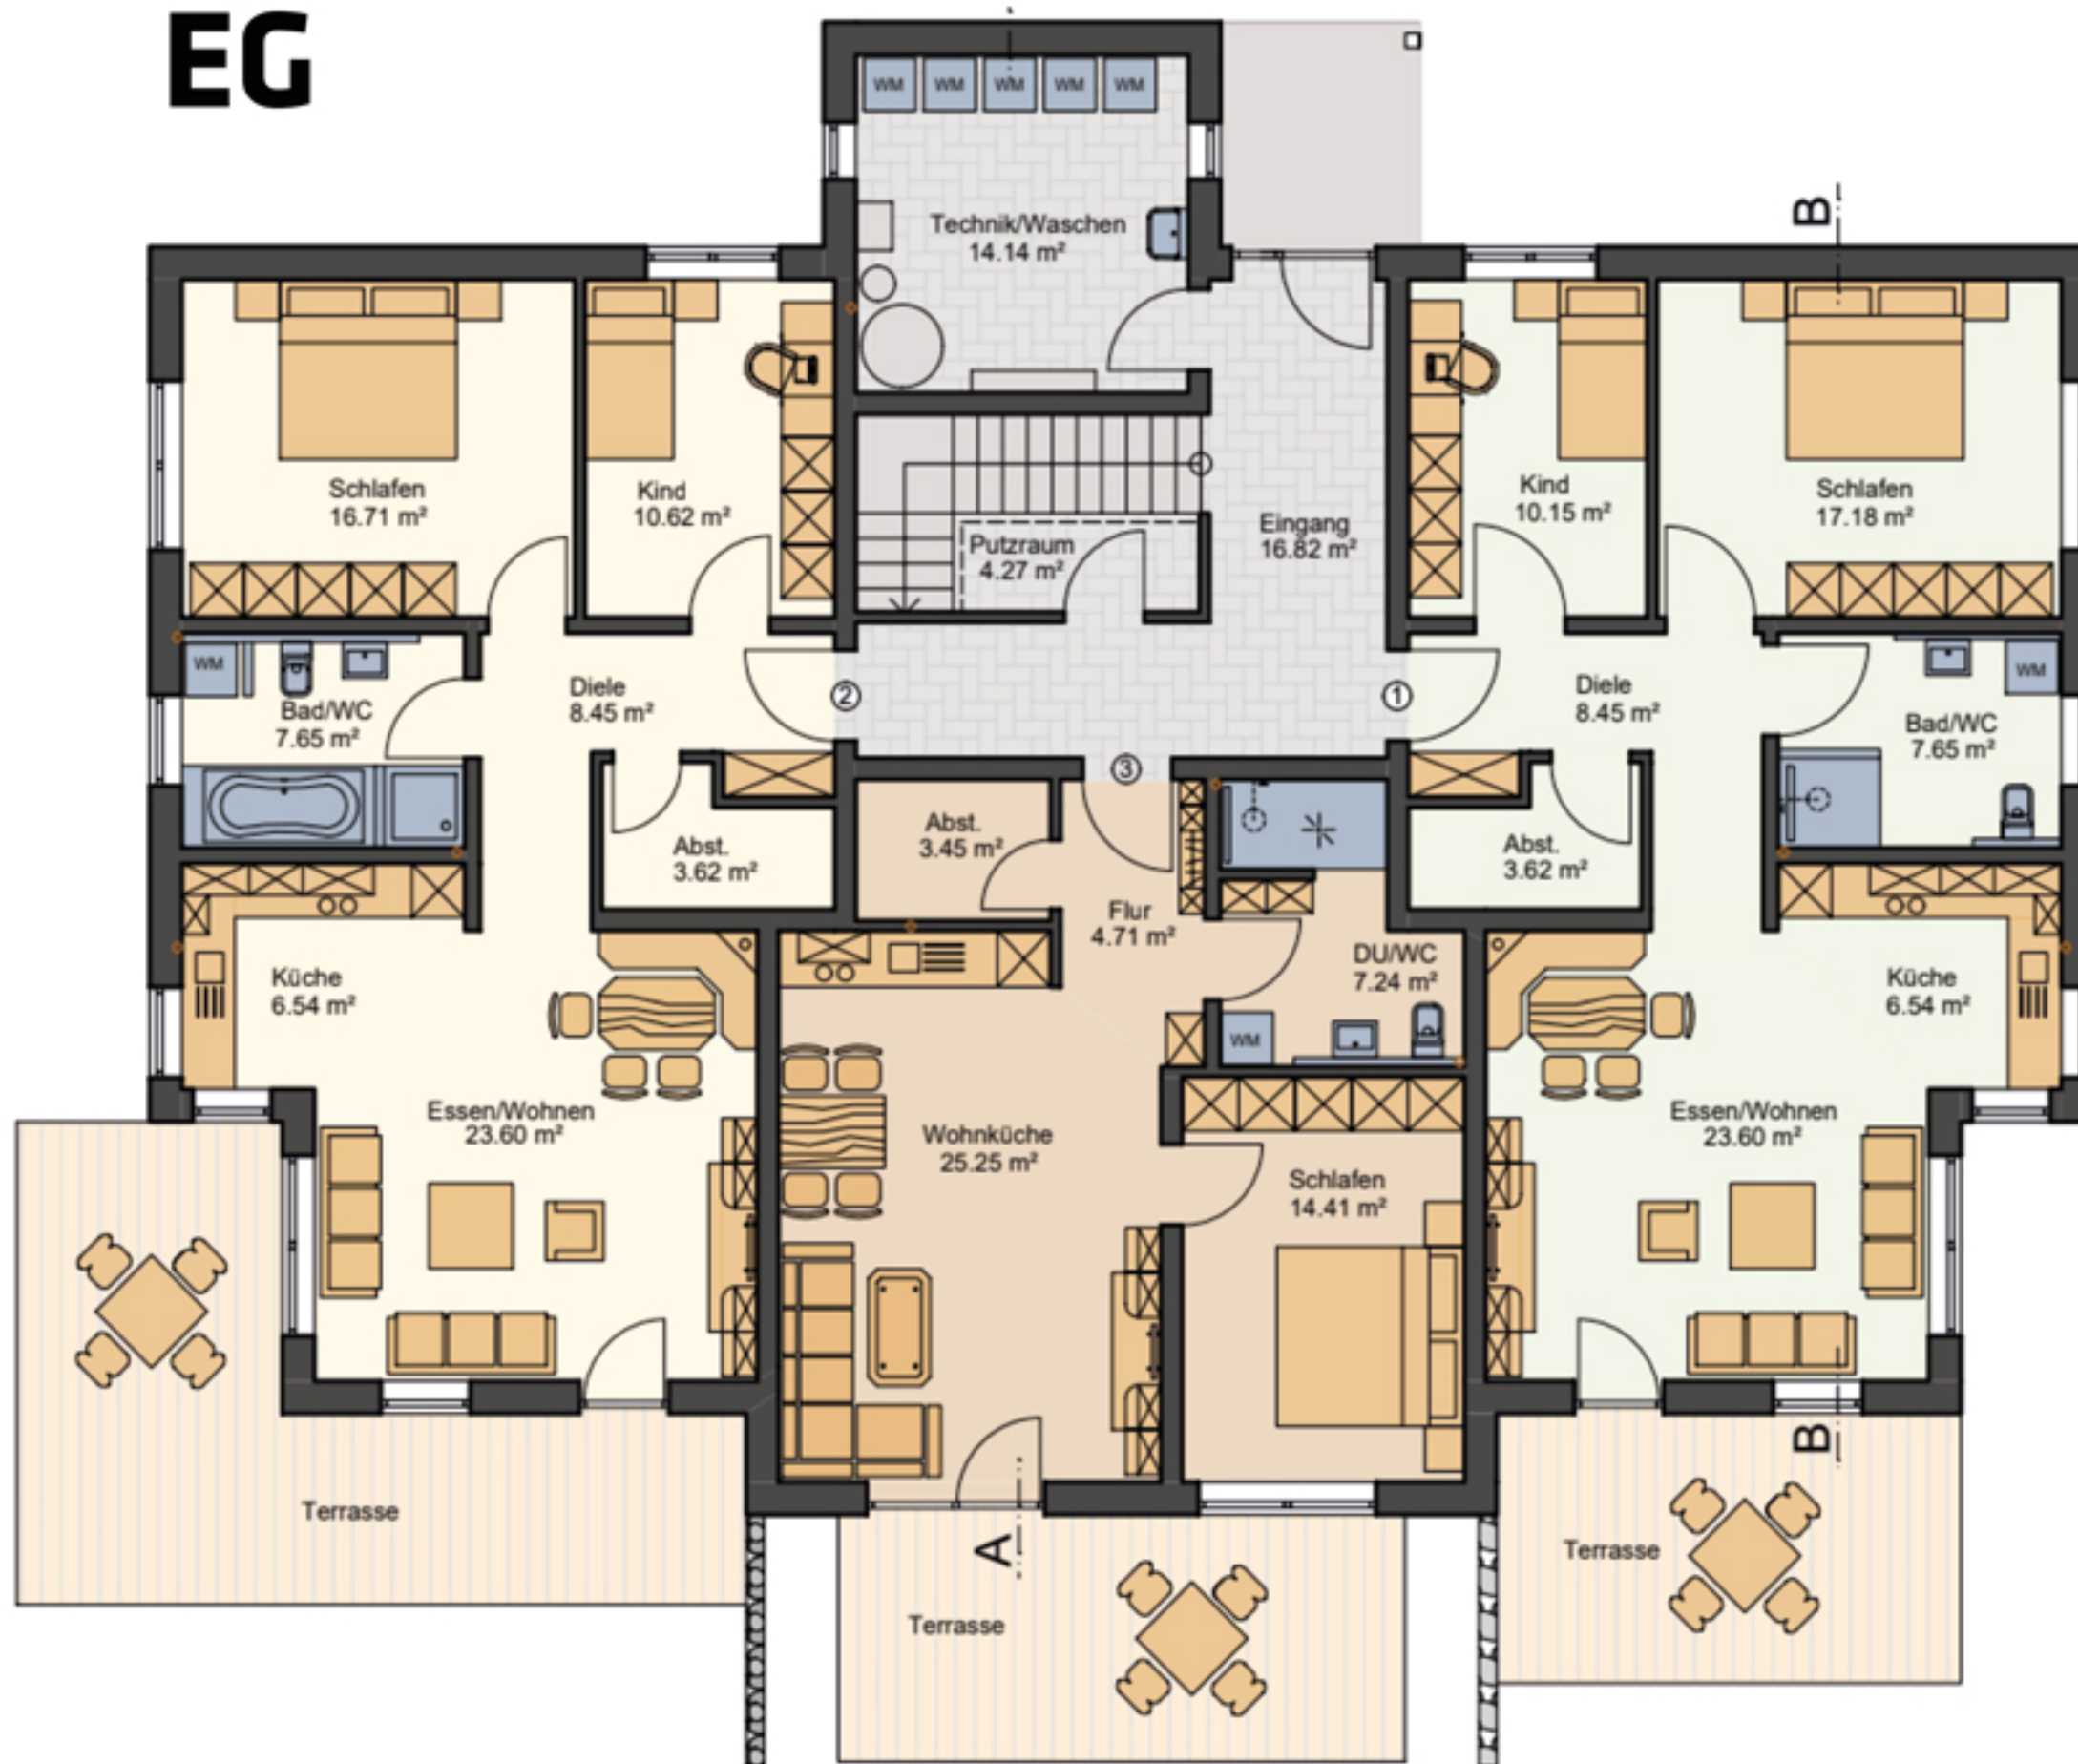 EG
WM WM WM WM WM
Technik/Waschen
14.14 m²
B
Schlafen
16.71 m²
Kind
10.62 m²
Putzraum
4.27 m²
Eingang
16.82 m²
Kind
10.15 m²
Schlafen
17.18 m²
WM
Bad/WC
7.65 m²
Diele
8.45 m²
2
1
3
Diele
8.45 m²
WM
Bad/WC
7.65 m²
Abst.
3.62 m²
Abst.
3.45 m²
Flur
4.71 m²
Abst.
3.62 m²
DU/WC
7.24 m²
WM
Küche
6.54 m²
Küche
6.54 m²
Essen/Wohnen
23.60 m²
Wohnküche
25.25 m²
Schlafen
14.41 m²
Essen/Wohnen
23.60 m²
B
Terrasse
A
Terrasse
Terrasse